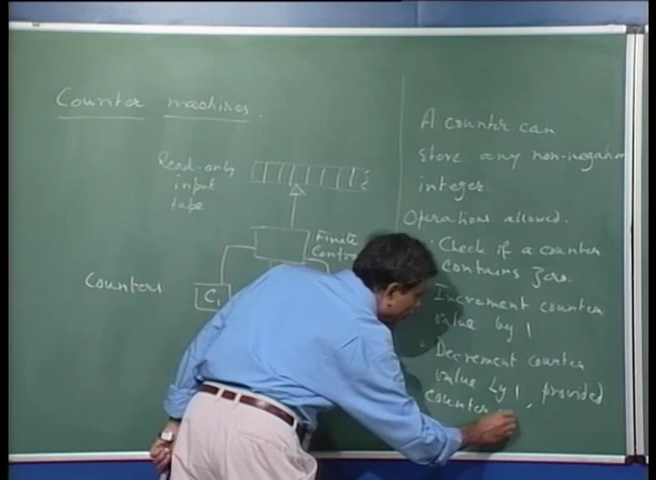 Counter machines.
Read-only
input
tape
Finite
Contro
Counters
C1
A counter can
store any non-negativ
integer.
Operations allowed.
· Check if a counter
contains zero.
Increment counter
value by 1
· Decrement counter
value by 1, provided
counter